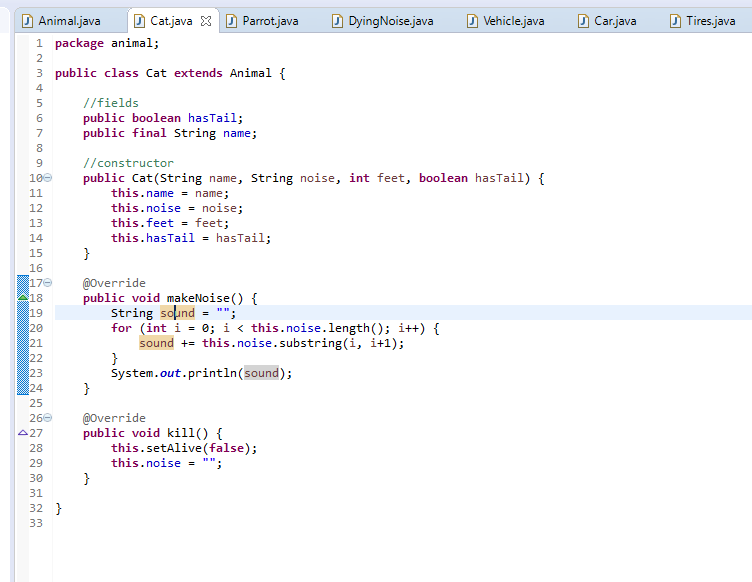 Animal.java Cat.java Parrot.java DyingNoise.java Vehicle.java Car.java Tires.java
1 package animal;
2
3 public class Cat extends Animal {
4
5 //fields
6 public boolean hasTail;
7 public final String name;
8
9 //constructor
10 public Cat(String name, String noise, int feet, boolean hasTail) {
11 this.name = name;
12 this.noise = noise;
13 this.feet = feet;
14 this.hasTail = hasTail;
15 }
16
17 @Override
18 public void makeNoise() {
19 String sound = "";
20 for (int i = 0; i < this.noise.length(); i++) {
21 sound += this.noise.substring(i, i+1);
22 }
23 System.out.println(sound);
24 }
25
26 @Override
27 public void kill() {
28 this.setAlive(false);
29 this.noise = "";
30 }
31
32 }
33